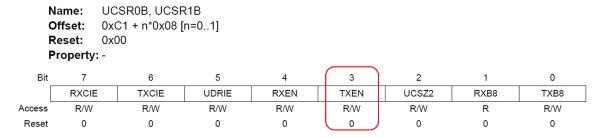 Name: UCSR0B, UCSR1B
Offset: 0xC1 + n*0x08 [n=0..1]
Reset: 0x00
Property: -
Bit 7 6 5 4 3 2 1 0
RXCIE TXCIE UDRIE RXEN TXEN UCSZ2 RXB8 TXB8
Access R/W R/W R/W R/W R/W R/W R R/W
Reset 0 0 0 0 0 0 0 0